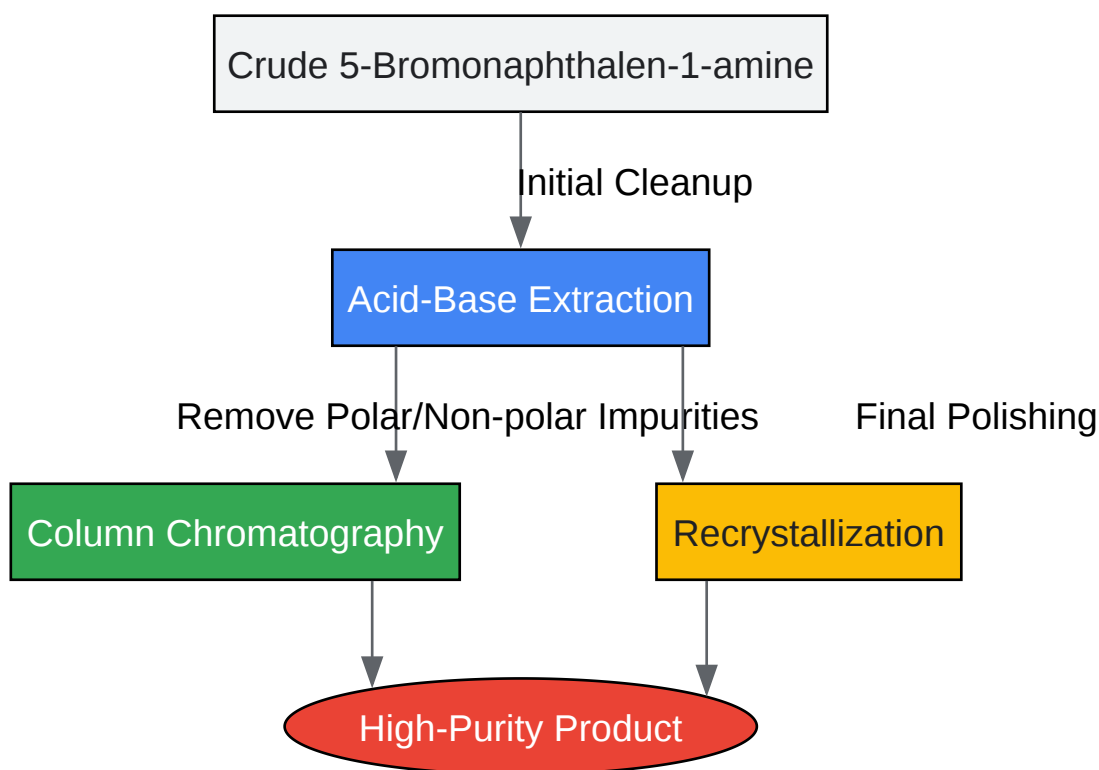 Crude 5-Bromonaphthalen-1-amine
Initial Cleanup
Acid-Base Extraction
Remove Polar/Non-polar Impurities
Final Polishing
Column Chromatography
Recrystallization
High-Purity Product